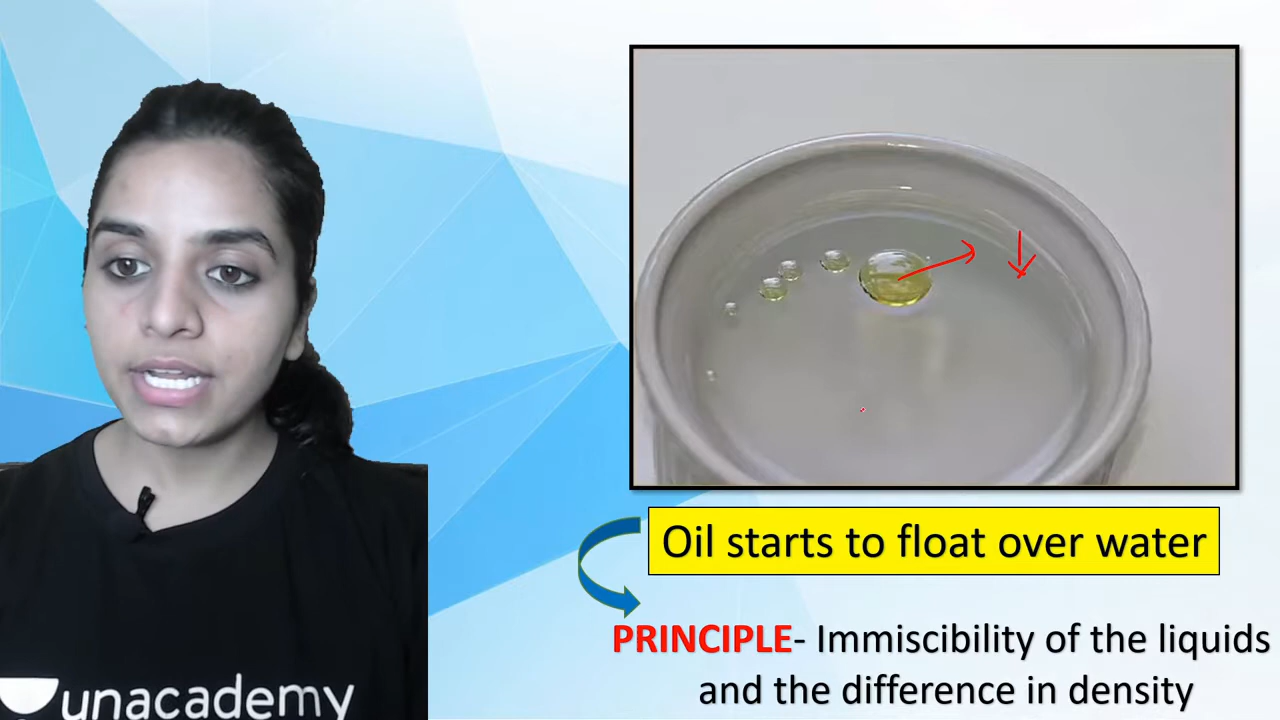 Oil starts to float over water
PRINCIPLE- Immiscibility of the liquids
and the difference in density
unacademy